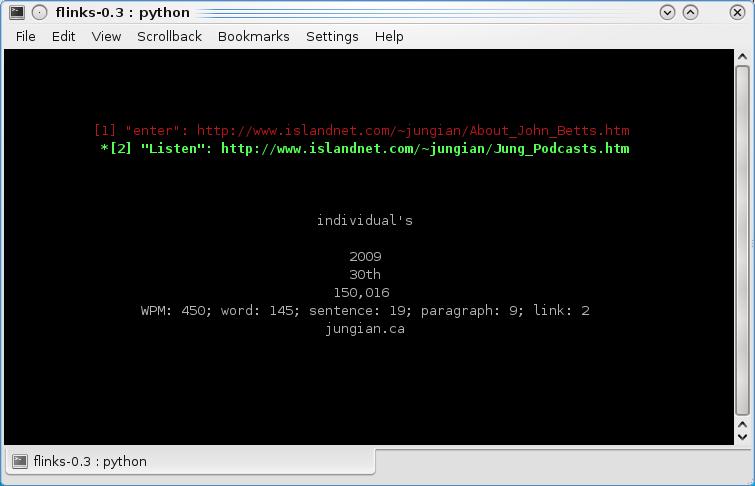 flinks-0.3 : python
File Edit View Scrollback Bookmarks Settings Help
[1] "enter": http://www.islandnet.com/~jungian/About_John_Betts.htm
*[2] "Listen": http://www.islandnet.com/~jungian/Jung_Podcasts.htm
individual's
2009
30th
150,016
WPM: 450; word: 145; sentence: 19; paragraph: 9; link: 2
jungian.ca
flinks-0.3 : python